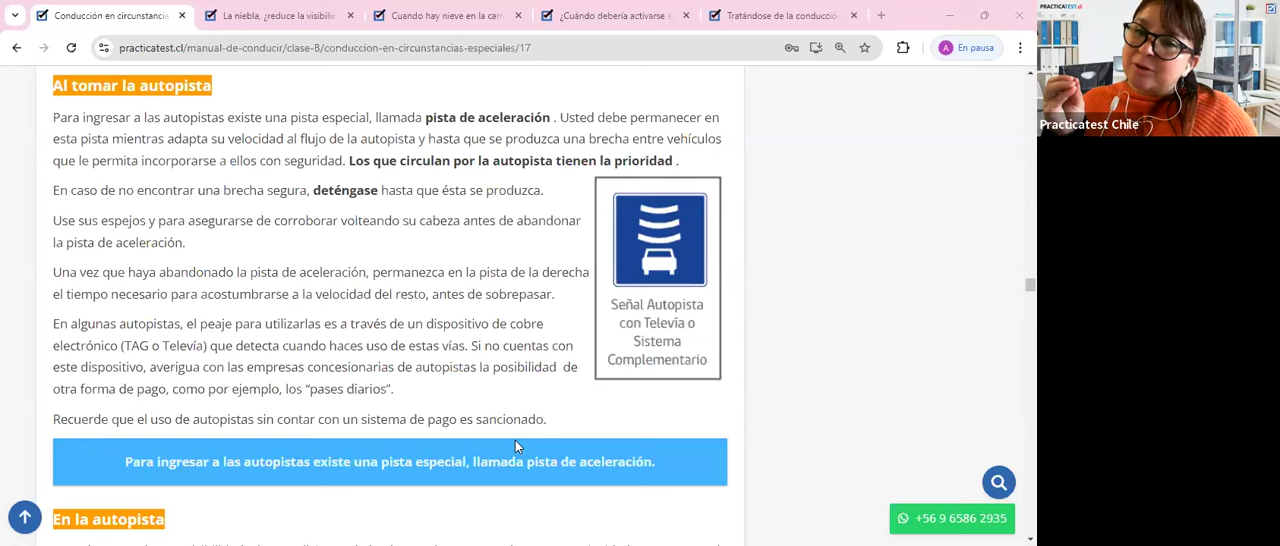 Conducción en circunstancia
La niebla, ¿reduce la visibilid
Cuando hay nieve en la carr
¿Cuándo debería activarse e
Tratándose de la conducció
practicatest.cl/manual-de-conducir/clase-B/conduccion-en-circunstancias-especiales/17
A En pausa
PRACTICATEST.cl
Practicatest Chile
Al tomar la autopista
Para ingresar a las autopistas existe una pista especial, llamada pista de aceleración . Usted debe permanecer en
esta pista mientras adapta su velocidad al flujo de la autopista y hasta que se produzca una brecha entre vehículos
que le permita incorporarse a ellos con seguridad. Los que circulan por la autopista tienen la prioridad .
En caso de no encontrar una brecha segura, deténgase hasta que ésta se produzca.
Use sus espejos y para asegurarse de corroborar volteando su cabeza antes de abandonar
la pista de aceleración.
Una vez que haya abandonado la pista de aceleración, permanezca en la pista de la derecha
el tiempo necesario para acostumbrarse a la velocidad del resto, antes de sobrepasar.
En algunas autopistas, el peaje para utilizarlas es a través de un dispositivo de cobre
electrónico (TAG o Televía) que detecta cuando haces uso de estas vías. Si no cuentas con
este dispositivo, averigua con las empresas concesionarias de autopistas la posibilidad de
otra forma de pago, como por ejemplo, los “pases diarios”.
Señal Autopista
con Televía o
Sistema
Complementario
Recuerde que el uso de autopistas sin contar con un sistema de pago es sancionado.
Para ingresar a las autopistas existe una pista especial, llamada pista de aceleración.
En la autopista
+56 9 6586 2935